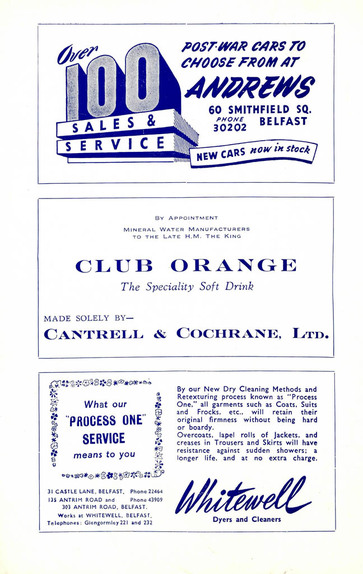 Over
100
SALES &
SERVICE
POST-WAR CARS TO
CHOOSE FROM AT
ANDREWS
60 SMITHFIELD SQ.
PHONE
30202 BELFAST
NEW CARS now in stock
BY APPOINTMENT
MINERAL WATER MANUFACTURERS
TO THE LATE H.M. THE KING
CLUB ORANGE
The Speciality Soft Drink
MADE SOLELY BY—
CANTRELL & COCHRANE, LTD.
What our
"PROCESS ONE"
SERVICE
means to you
31 CASTLE LANE, BELFAST, Phone 22464
135 ANTRIM ROAD and Phone 43909
303 ANTRIM ROAD, BELFAST.
Works at WHITEWELL, BELFAST,
Telephones: Glengormley 221 and 232
By our New Dry Cleaning Methods and
Retexturing process known as "Process
One," all garments such as Coats, Suits
and Frocks, etc., will retain their
original firmness without being hard
or boardy.
Overcoats, lapel rolls of Jackets, and
creases in Trousers and Skirts will have
resistance against sudden showers; a
longer life, and at no extra charge.
Whitewell
Dyers and Cleaners